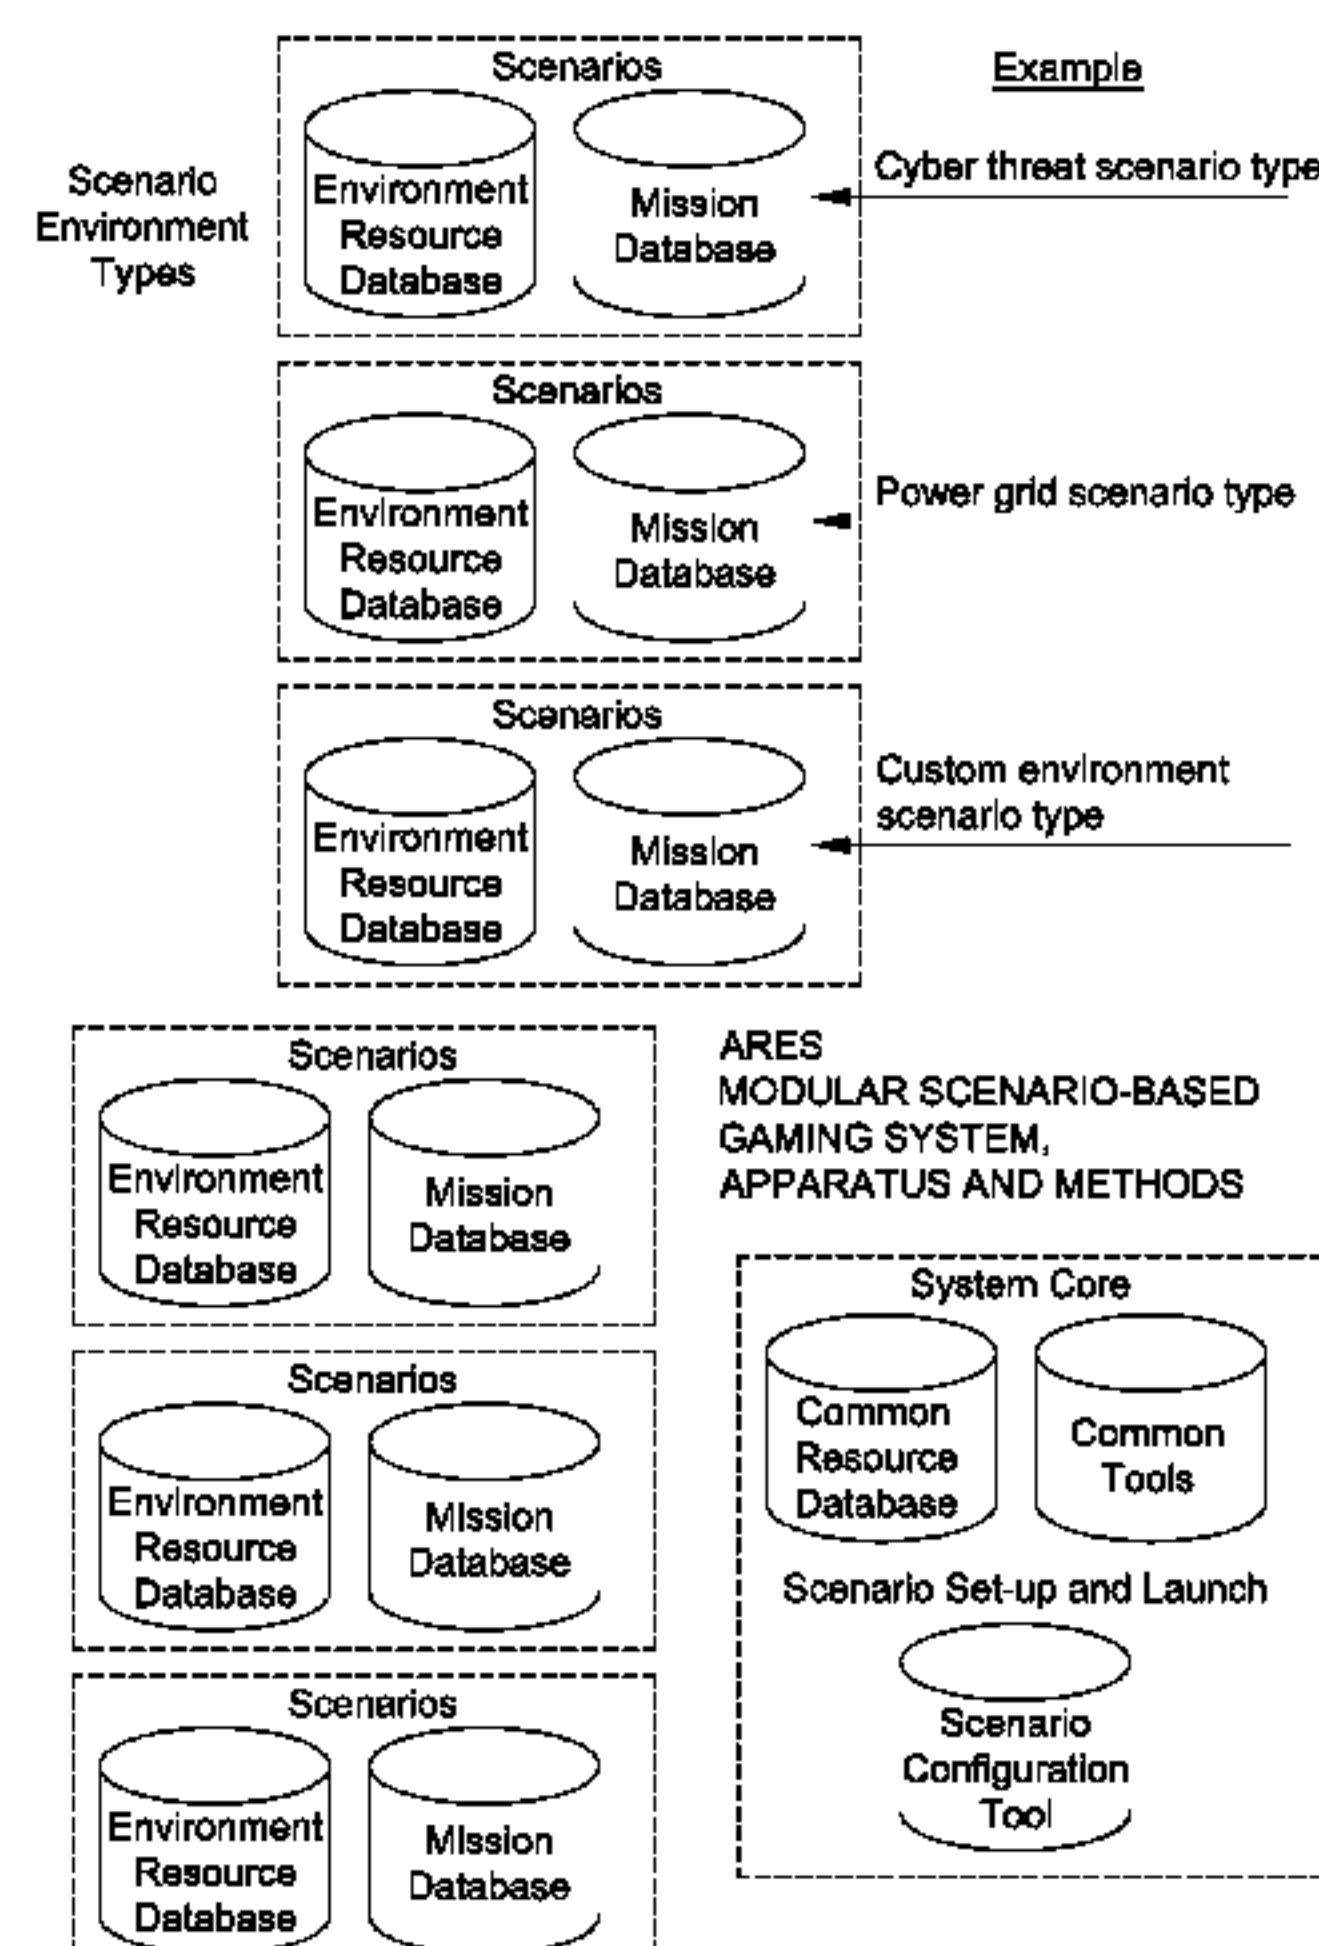 Scenario
Environment
Types
Scenarios
Environment
Resource
Database
Mission
Database
Example
Cyber threat scenario type
Scenarios
Environment
Resource
Database
Mission
Database
Power grid scenario type
Scenarios
Environment
Resource
Database
Mission
Database
Custom environment
scenario type
Scenarios
Environment
Resource
Database
Mission
Database
ARES
MODULAR SCENARIO-BASED
GAMING SYSTEM,
APPARATUS AND METHODS
Scenarios
Environment
Resource
Database
Mission
Database
Scenarios
Environment
Resource
Database
Mission
Database
System Core
Common
Resource
Database
Common
Tools
Scenario Set-up and Launch
Scenario
Configuration
Tool